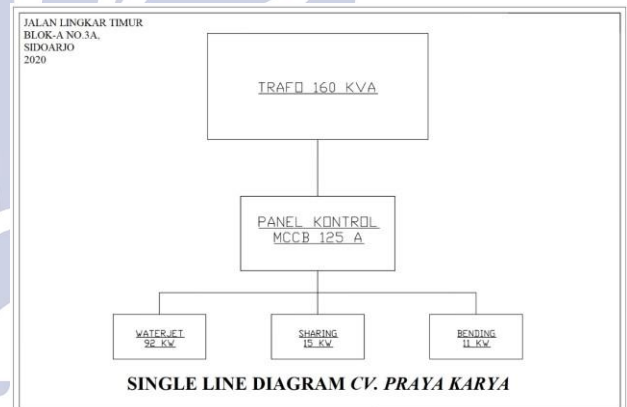 JALAN LINGKAR TIMUR
BLOK-A NO.3A,
SIDOARJO
2020
TRAFO 160 KVA
PANEL KONTROL
MCCB 125 A
WATERJET
92 KW
SHARING
15 KW
BENDING
11 KW
SINGLE LINE DIAGRAM CV. PRAYA KARYA